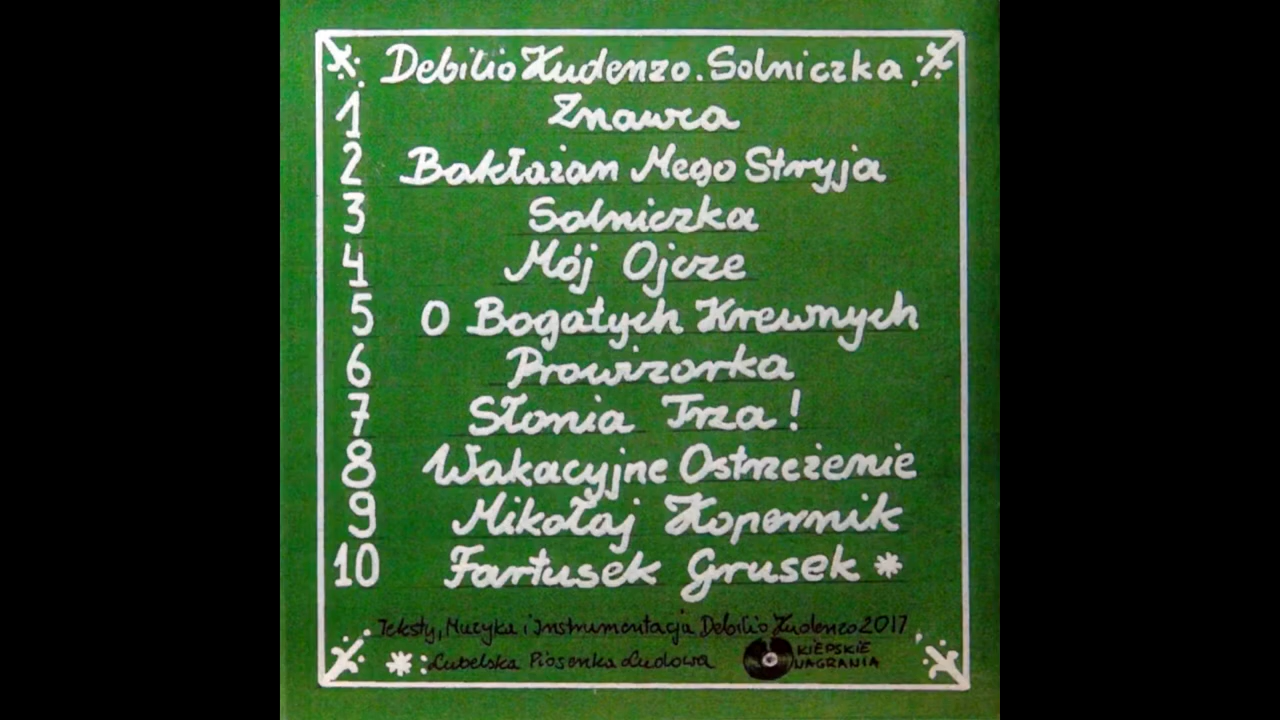 Debilio Kudenzo. Solniczka
1 Znawca
2 Bakłażan Mego Stryja
3 Solniczka
4 Mój Ojcze
5 O Bogatych Krewnych
6 Prowizorka
7 Słonia Trza!
8 Wakacyjne Ostrzeżenie
9 Mikołaj Kopernik
10 Fartusek Grusek *
Teksty, Muzyka i Instrumentacja Debilio Kudenzo 2017
* : Lubelska Piosenka Ludowa
KIEPSKIE
NAGRANIA